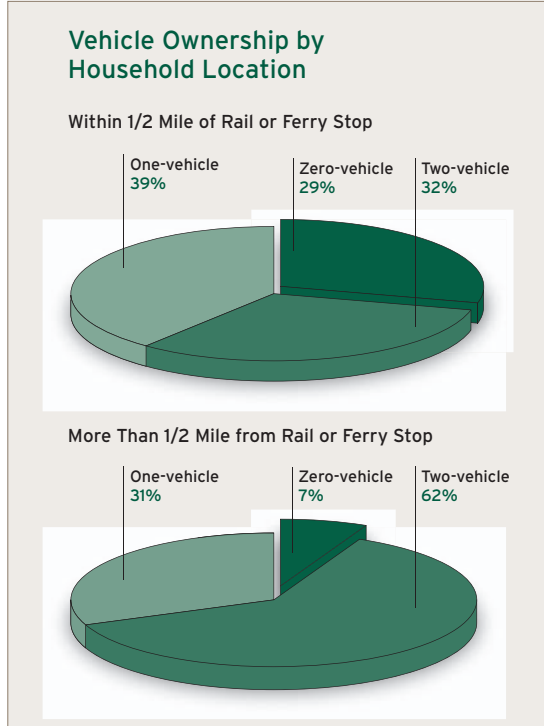 Vehicle Ownership by
Household Location
Within 1/2 Mile of Rail or Ferry Stop
One-vehicle
39%
Zero-vehicle
29%
Two-vehicle
32%
More Than 1/2 Mile from Rail or Ferry Stop
One-vehicle
31%
Zero-vehicle
7%
Two-vehicle
62%